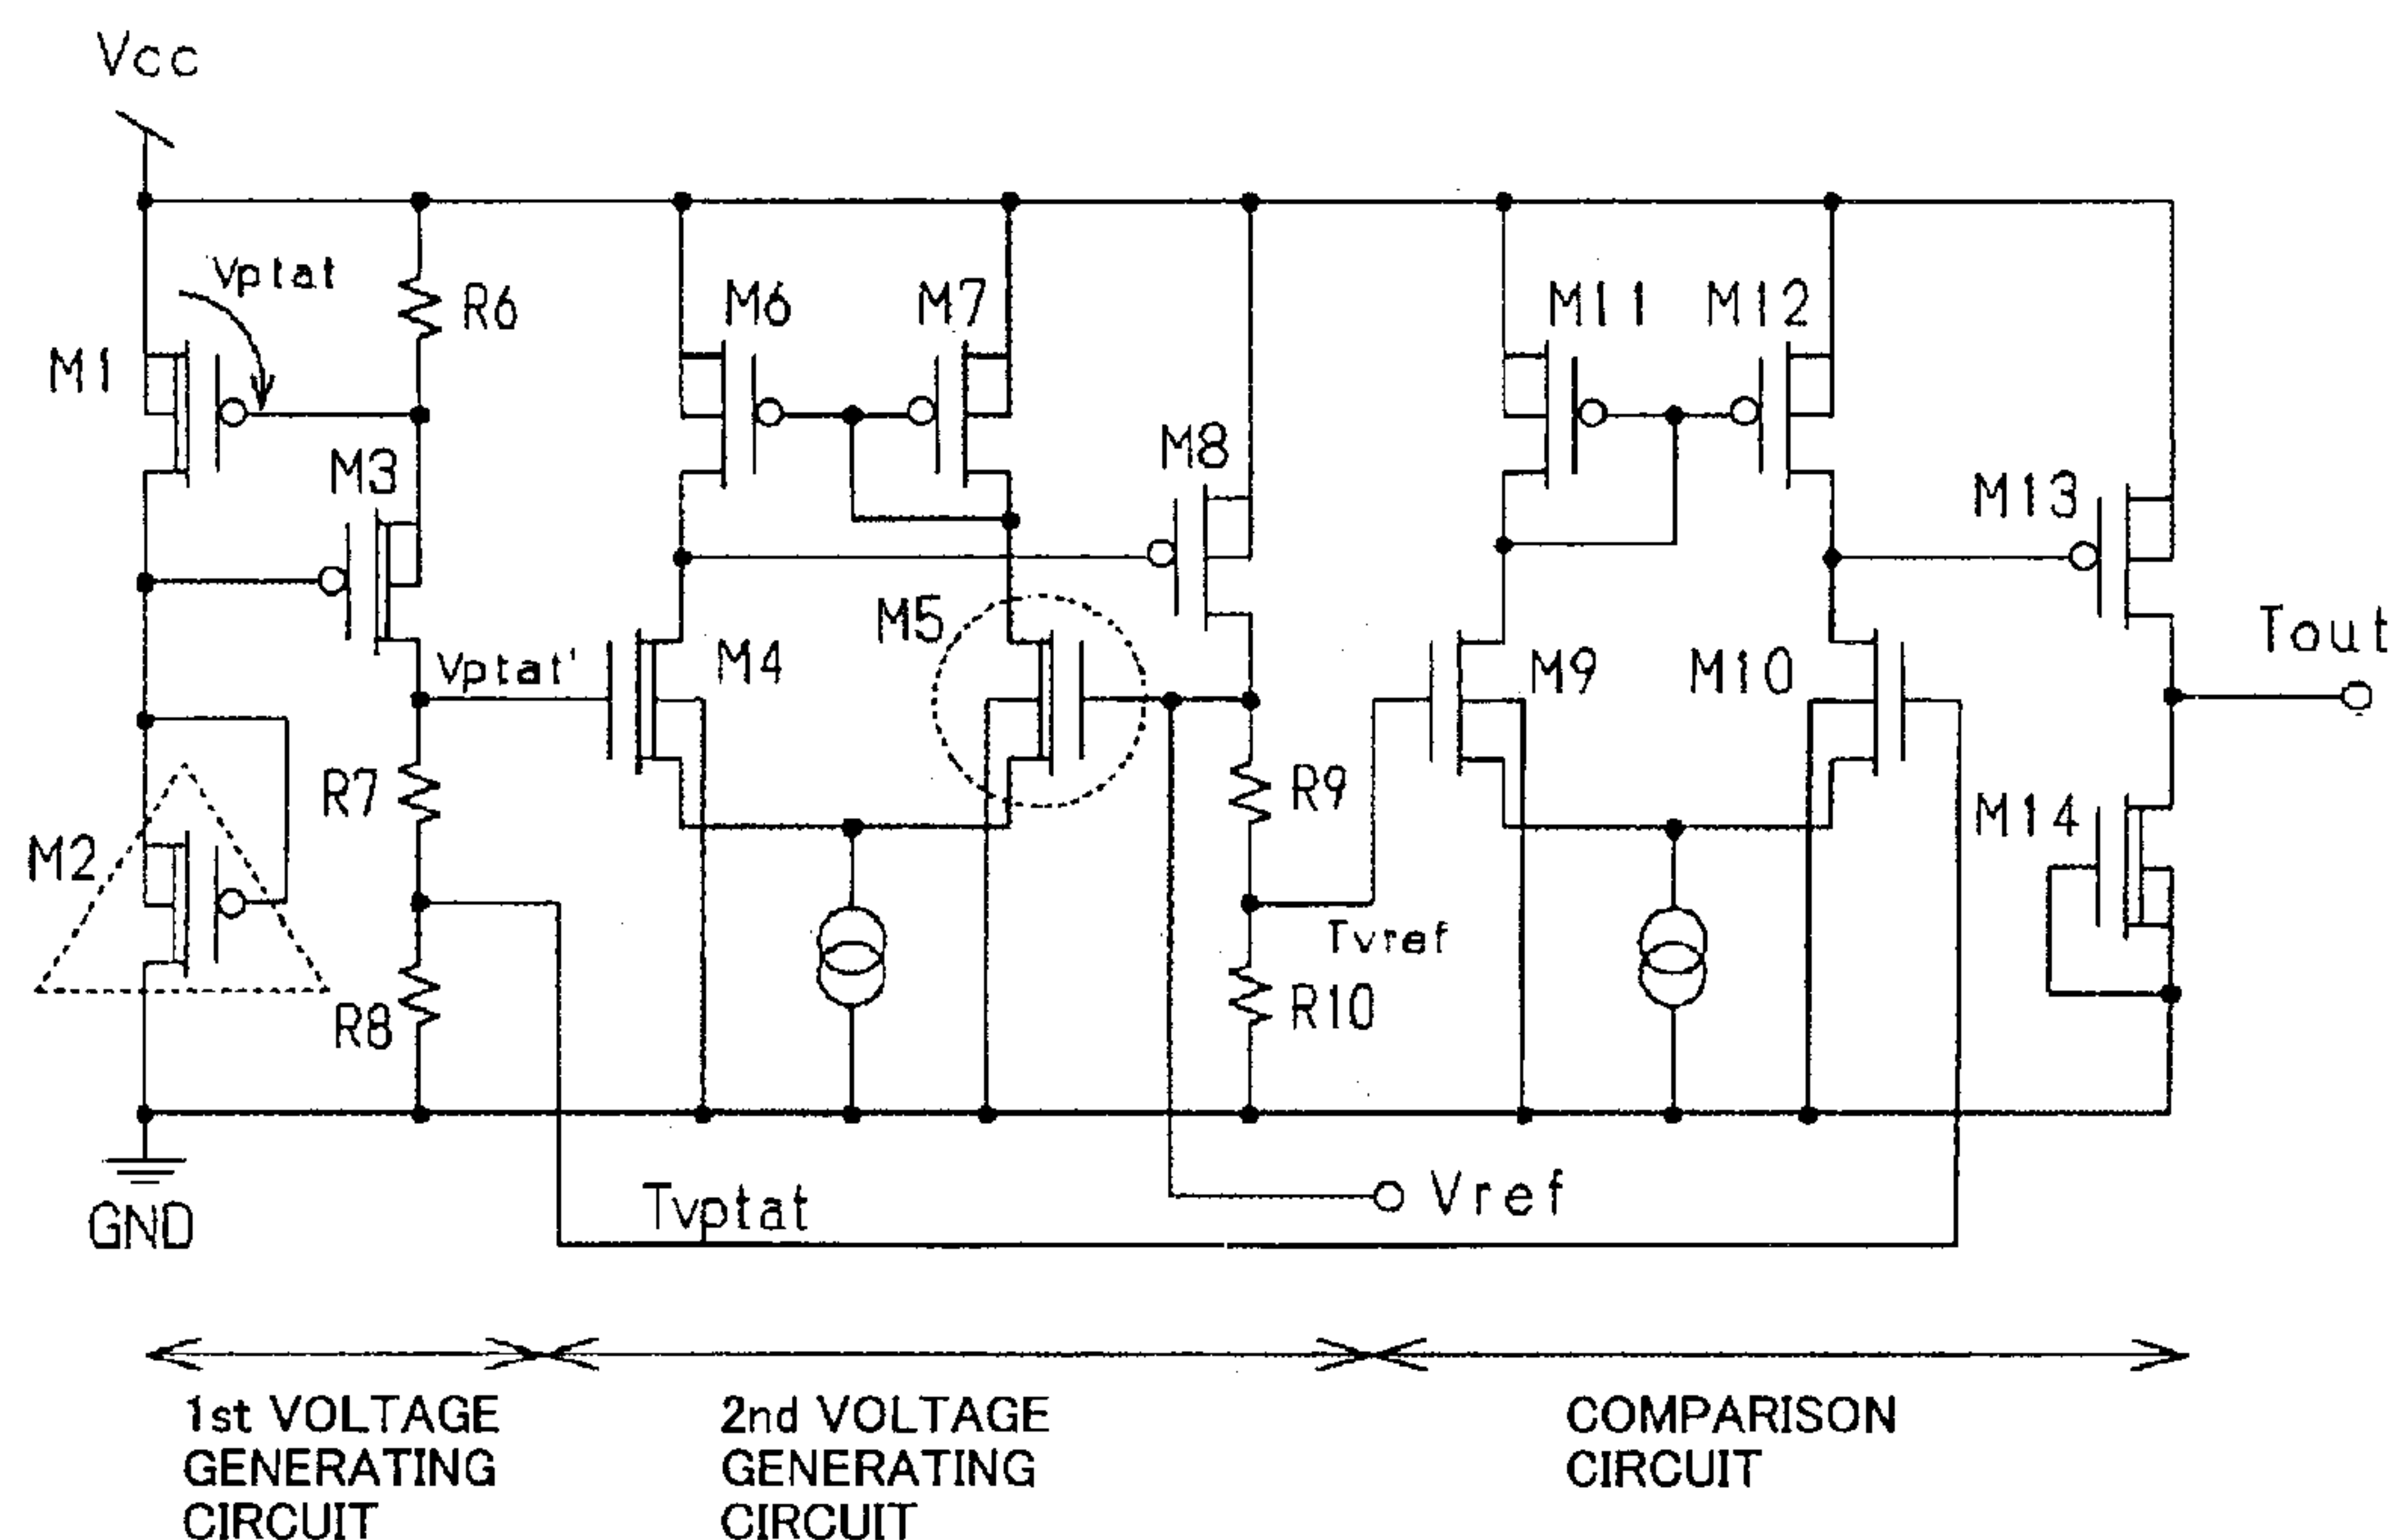 Vcc
Vptat
R6
M1
M3
M6
M7
M8
M11
M12
M13
Tout
Vptat'
M4
M5
M9
M10
R7
R9
M14
M2
Tvref
R8
R10
GND
Tvptat
Vref
1st VOLTAGE
GENERATING
CIRCUIT
2nd VOLTAGE
GENERATING
CIRCUIT
COMPARISON
CIRCUIT